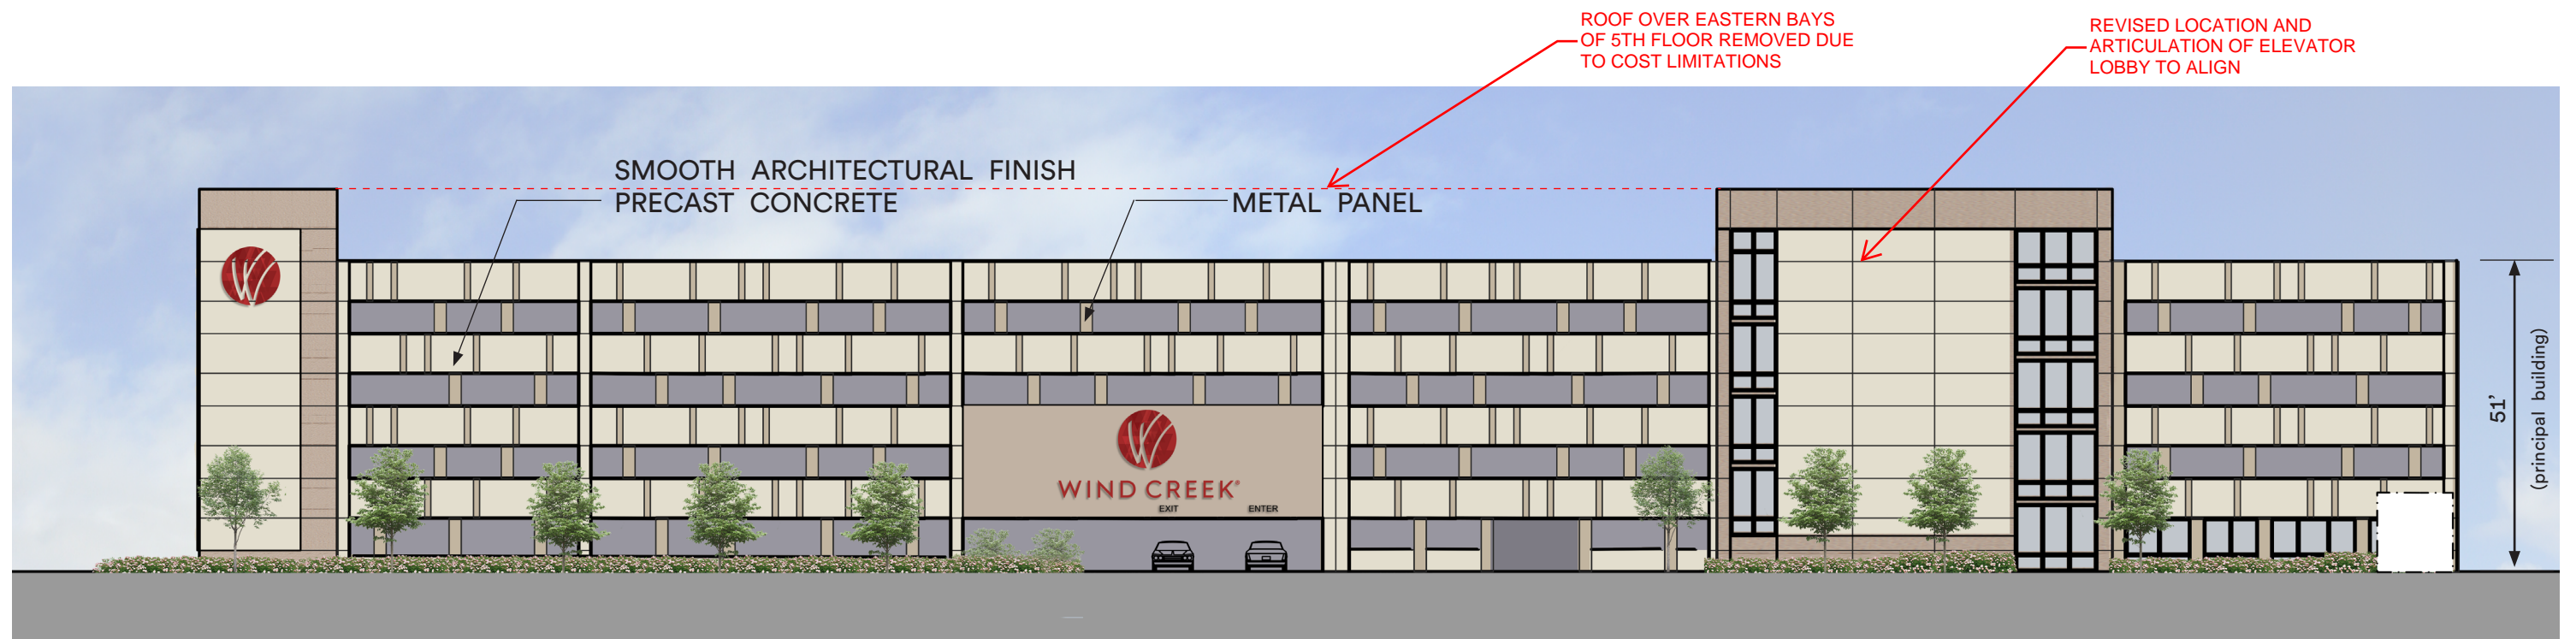 ROOF OVER EASTERN BAYS
OF 5TH FLOOR REMOVED DUE
TO COST LIMITATIONS
REVISED LOCATION AND
ARTICULATION OF ELEVATOR
LOBBY TO ALIGN
SMOOTH ARCHITECTURAL FINISH
PRECAST CONCRETE
METAL PANEL
W
W
WIND CREEK®
EXIT
ENTER
51'
(principal building)